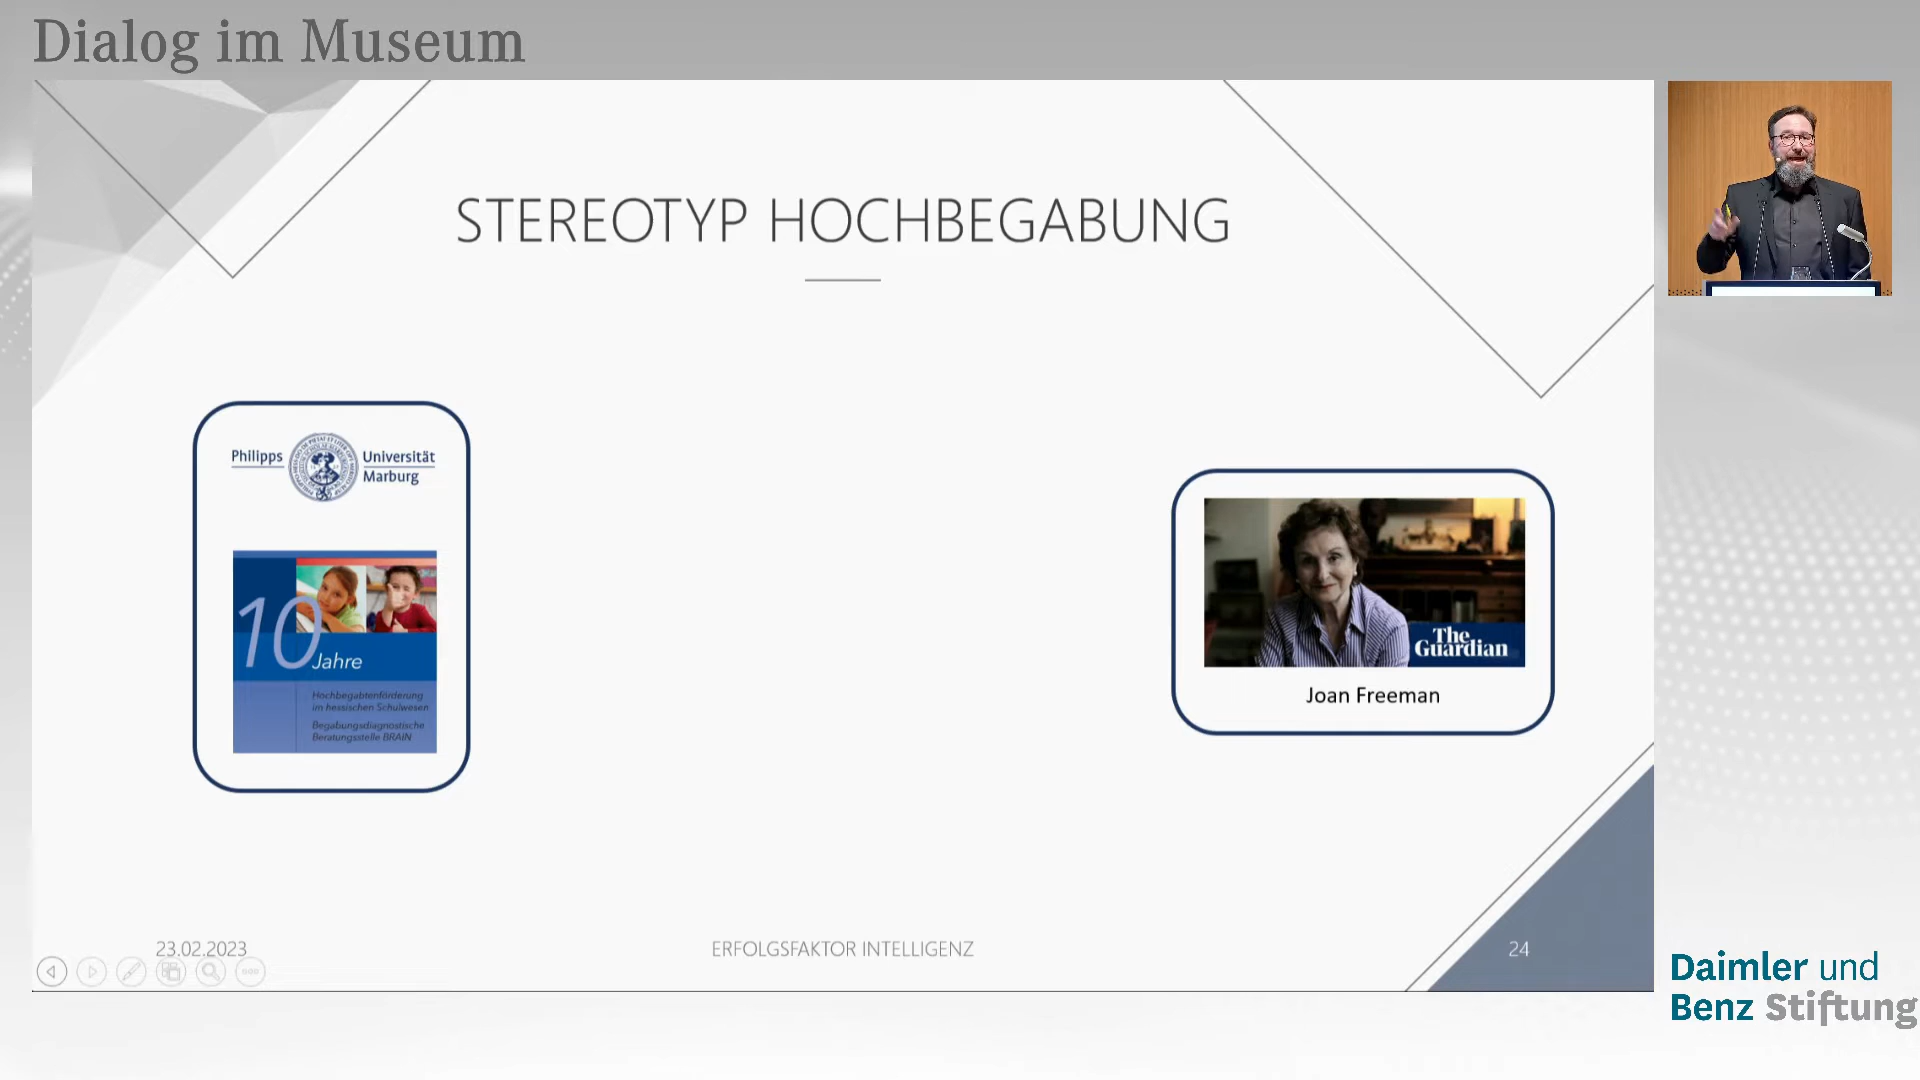 Dialog im Museum
STEREOTYP HOCHBEGABUNG
Philipps
Universität
Marburg
10
Jahre
Hochbegabtenförderung
im hessischen Schulwesen
Begabungsdiagnostische
Beratungsstelle BRAIN
The
Guardian
Joan Freeman
23.02.2023
ERFOLGSFAKTOR INTELLIGENZ
24
Daimler und
Benz Stiftung